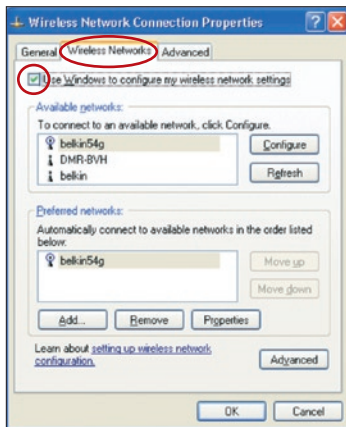 Wireless Network Connection Properties
General Wireless Networks Advanced
Use Windows to configure my wireless network settings
Available networks:
To connect to an available network, click Configure.
belkin54g
DMR-BVH
belkin
Configure
Refresh
Preferred networks:
Automatically connect to available networks in the order listed
below:
belkin54g
Move up
Move down
Add... Remove Properties
Learn about setting up wireless network
configuration.
Advanced
OK Cancel